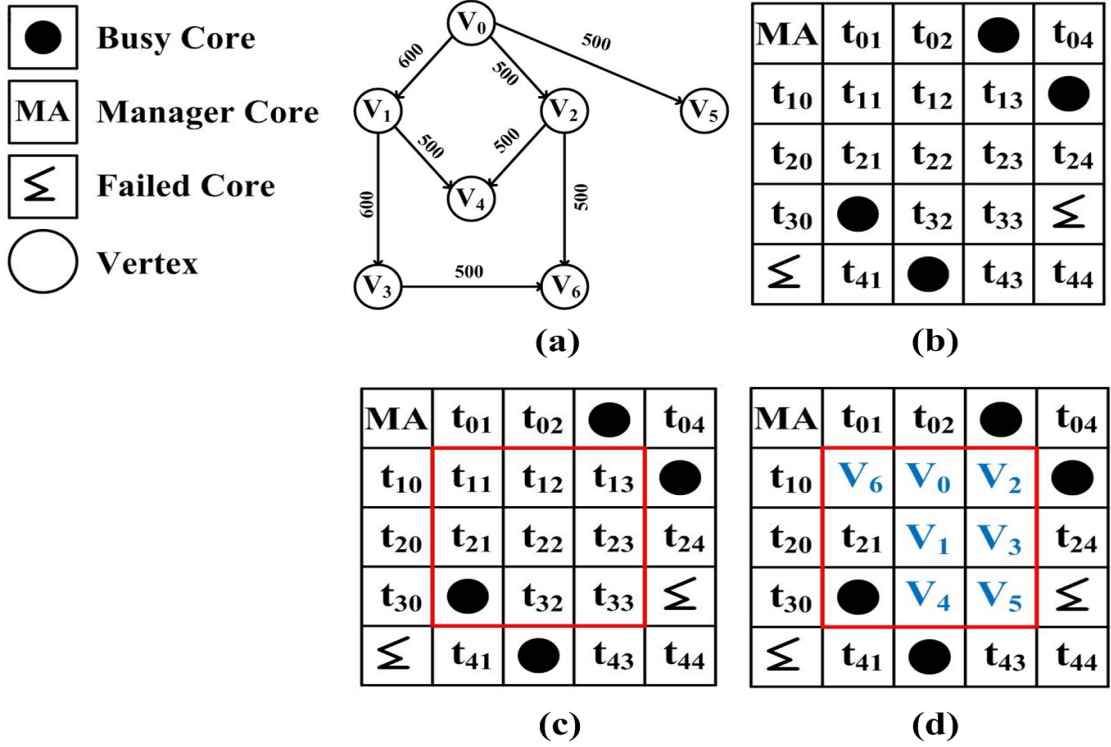 Busy Core
MA Manager Core
Σ Failed Core
Vertex
V₀
600 500 500
V₁ V₂ V₅
500 500
V₄
600 500
500
V₃ V₆
(a)
MA t₀₁ t₀₂ t₀₄
t₁₀ t₁₁ t₁₂ t₁₃
t₂₀ t₂₁ t₂₂ t₂₃ t₂₄
t₃₀ t₃₂ t₃₃ Σ
Σ t₄₁ t₄₃ t₄₄
(b)
MA t₀₁ t₀₂ t₀₄
t₁₀ t₁₁ t₁₂ t₁₃
t₂₀ t₂₁ t₂₂ t₂₃ t₂₄
t₃₀ t₃₂ t₃₃ Σ
Σ t₄₁ t₄₃ t₄₄
(c)
MA t₀₁ t₀₂ t₀₄
t₁₀ V₆ V₀ V₂
t₂₀ t₂₁ V₁ V₃ t₂₄
t₃₀ V₄ V₅ Σ
Σ t₄₁ t₄₃ t₄₄
(d)